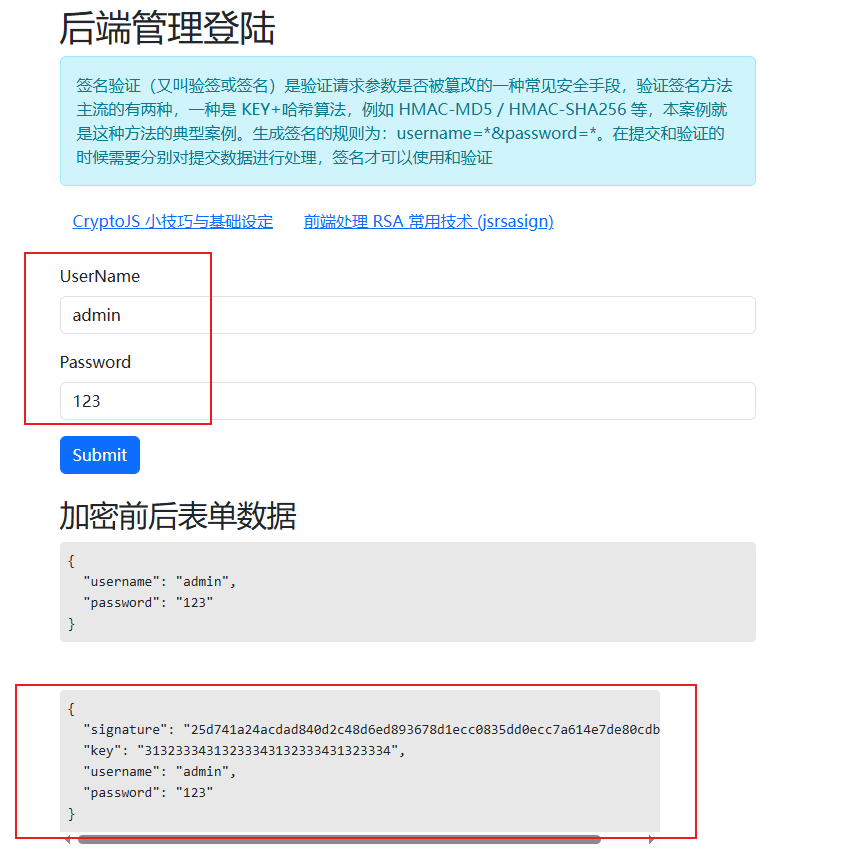 后端管理登陆
签名验证（又叫验签或签名）是验证请求参数是否被篡改的一种常见安全手段，验证签名方法
主流的有两种，一种是 KEY+哈希算法，例如 HMAC-MD5 / HMAC-SHA256 等，本案例就
是这种方法的典型案例。生成签名的规则为：username=*&password=*。在提交和验证的
时候需要分别对提交数据进行处理，签名才可以使用和验证
CryptoJS 小技巧与基础设定 前端处理 RSA 常用技术 (jsrsasign)
UserName
admin
Password
123
Submit
加密前后表单数据
{
"username": "admin",
"password": "123"
}
{
"signature": "25d741a24acdad840d2c48d6ed893678d1ecc0835dd0ecc7a614e7de80cdb
"key": "31323334313233343132333431323334",
"username": "admin",
"password": "123"
}